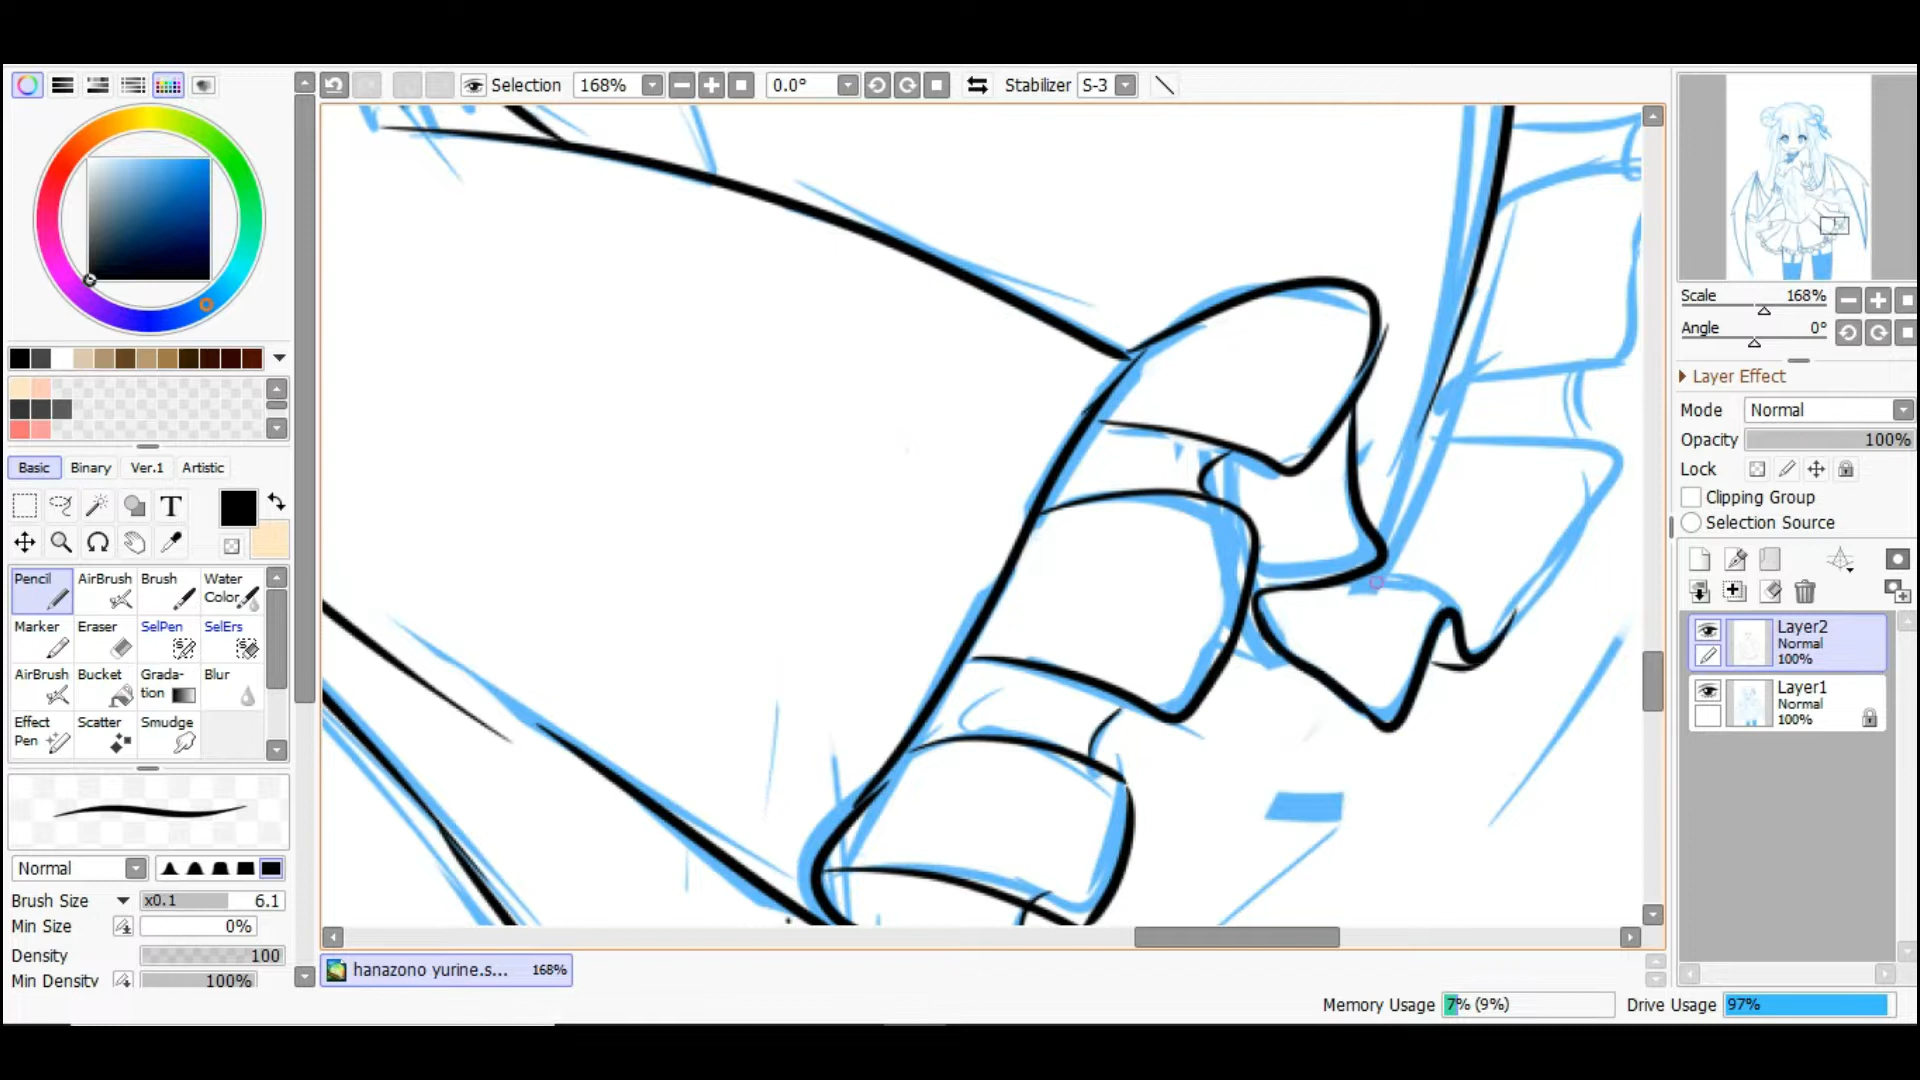 Selection 168% 0.0° Stabilizer S-3
Scale 168%
Angle 0°
Layer Effect
Mode Normal
Opacity 100%
Lock
Clipping Group
Selection Source
Layer2
Normal
100%
Layer1
Normal
100%
Basic Binary Ver.1 Artistic
T
Pencil AirBrush Brush Water Color
Marker Eraser SelPen SelErs
AirBrush Bucket Grada-tion Blur
Effect Pen Scatter Smudge
Normal
Brush Size x0.1 6.1
Min Size 0%
Density 100
Min Density 100%
hanazono yurine.s... 168%
Memory Usage 7% (9%) Drive Usage 97%